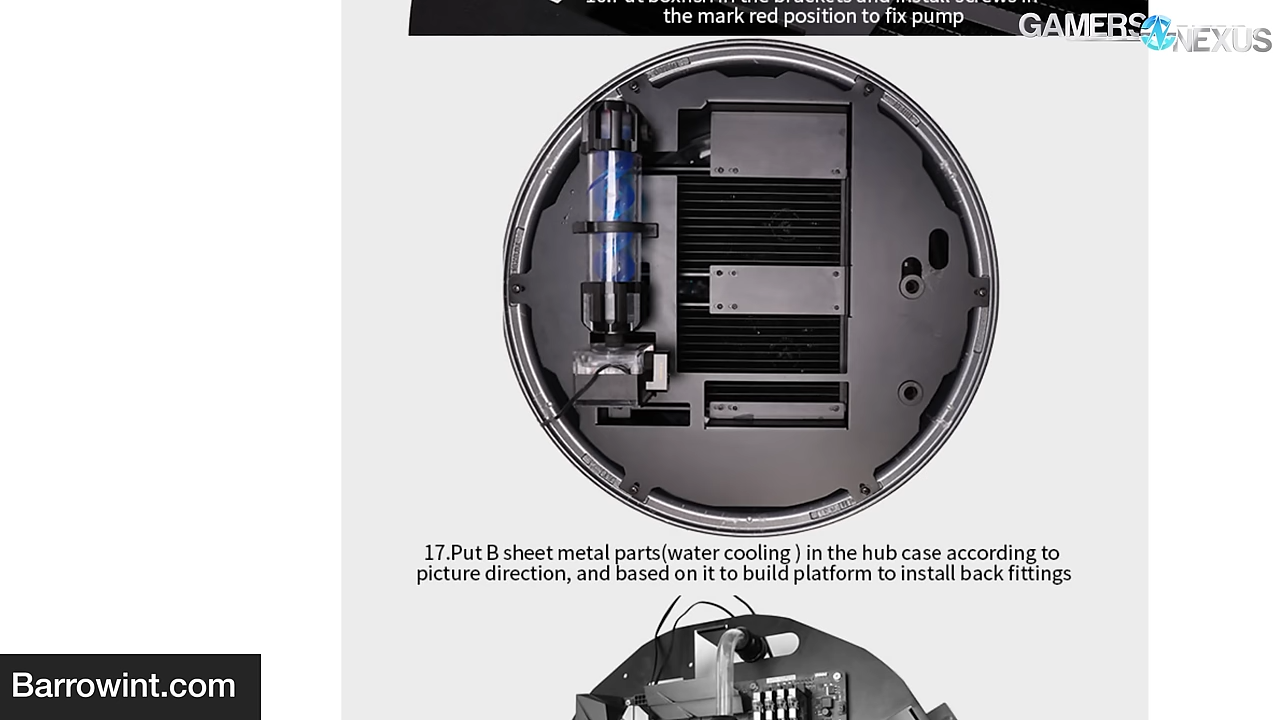 the mark red position to fix pump
GAMERS NEXUS
17.Put B sheet metal parts(water cooling ) in the hub case according to
picture direction, and based on it to build platform to install back fittings
Barrowint.com